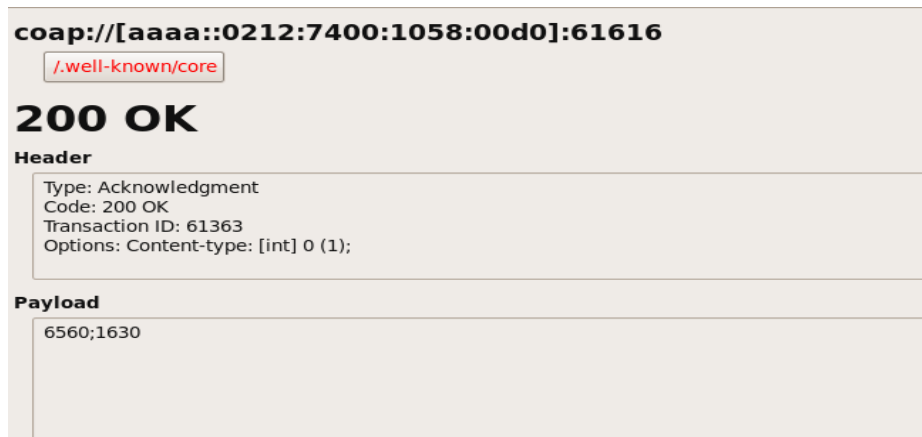 coap://[aaaa::0212:7400:1058:00d0]:61616
/.well-known/core
200 OK
Header
Type: Acknowledgment
Code: 200 OK
Transaction ID: 61363
Options: Content-type: [int] 0 (1);
Payload
6560;1630